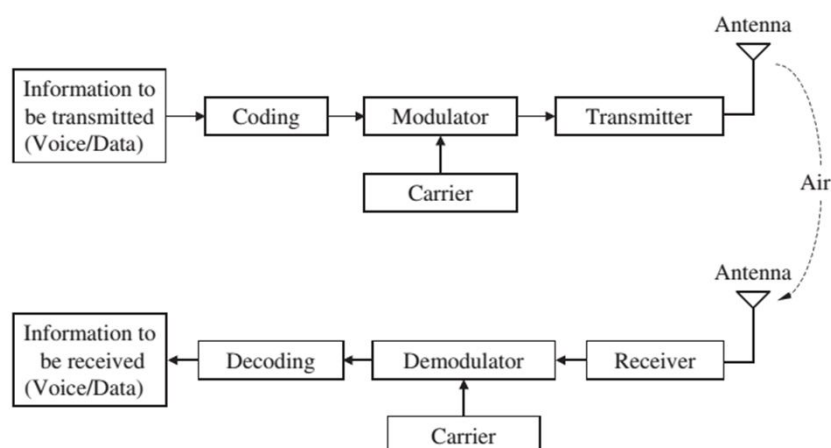 Antenna
Information to
be transmitted
(Voice/Data)
Coding
Modulator
Transmitter
Carrier
Air
Antenna
Information to
be received
(Voice/Data)
Decoding
Demodulator
Receiver
Carrier